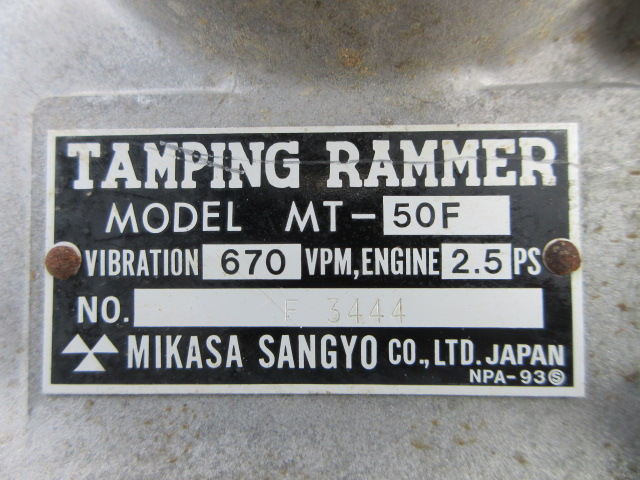 TAMPING RAMMER
MODEL MT-50F
VIBRATION 670 VPM, ENGINE 2.5 PS
NO. F 3444
MIKASA SANGYO CO., LTD. JAPAN
NPA-93Ⓢ